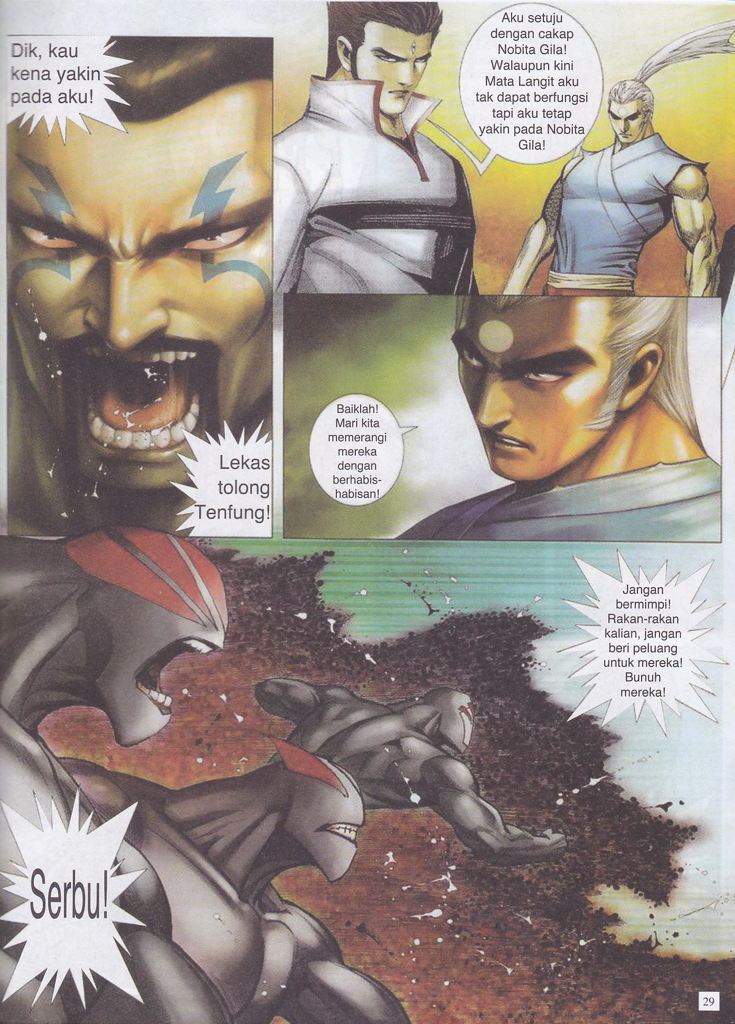 Dik, kau
kena yakin
pada aku!
Aku setuju
dengan cakap
Nobita Gila!
Walaupun kini
Mata Langit aku
tak dapat berfungsi
tapi aku tetap
yakin pada Nobita
Gila!
Lekas
tolong
Tenfung!
Baiklah!
Mari kita
memerangi
mereka
dengan
berhabis-
habisan!
Jangan
bermimpi!
Rakan-rakan
kalian, jangan
beri peluang
untuk mereka!
Bunuh
mereka!
Serbu!
29